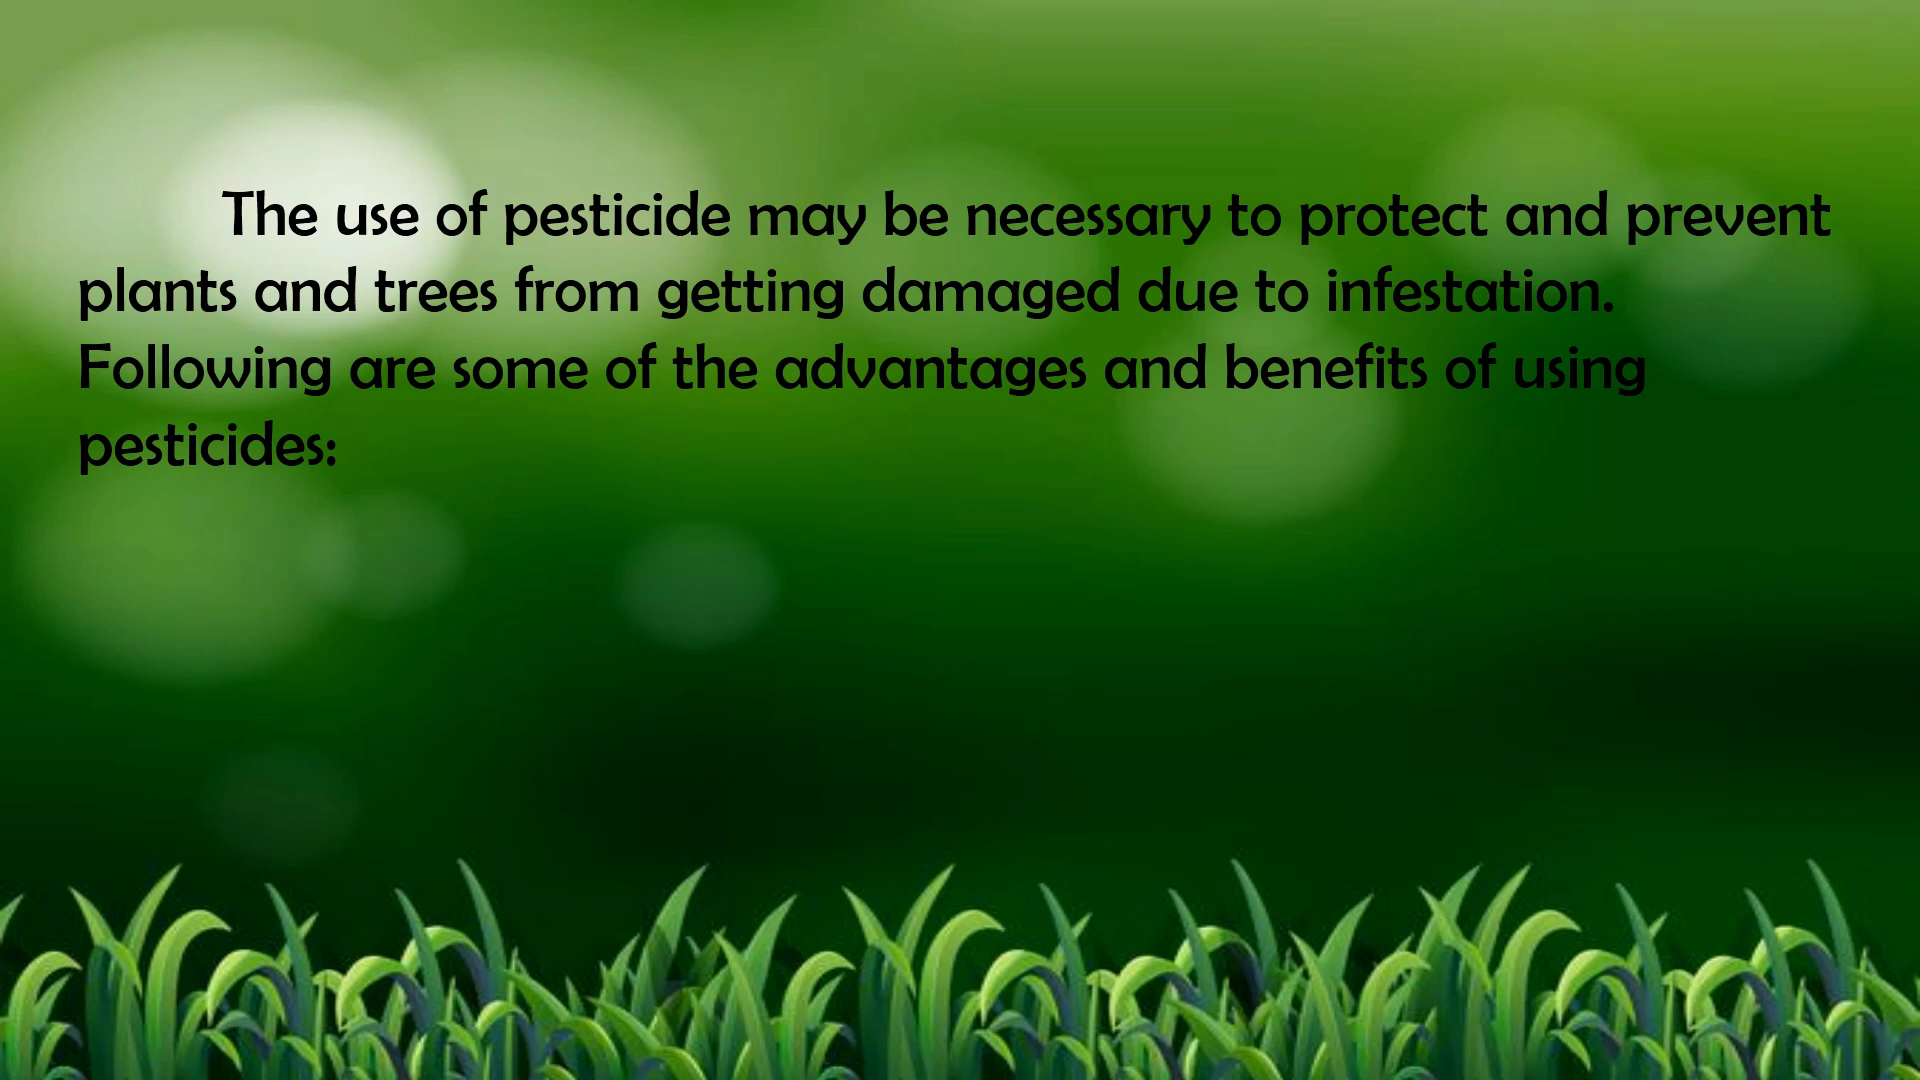 The use of pesticide may be necessary to protect and prevent
plants and trees from getting damaged due to infestation.
Following are some of the advantages and benefits of using
pesticides: